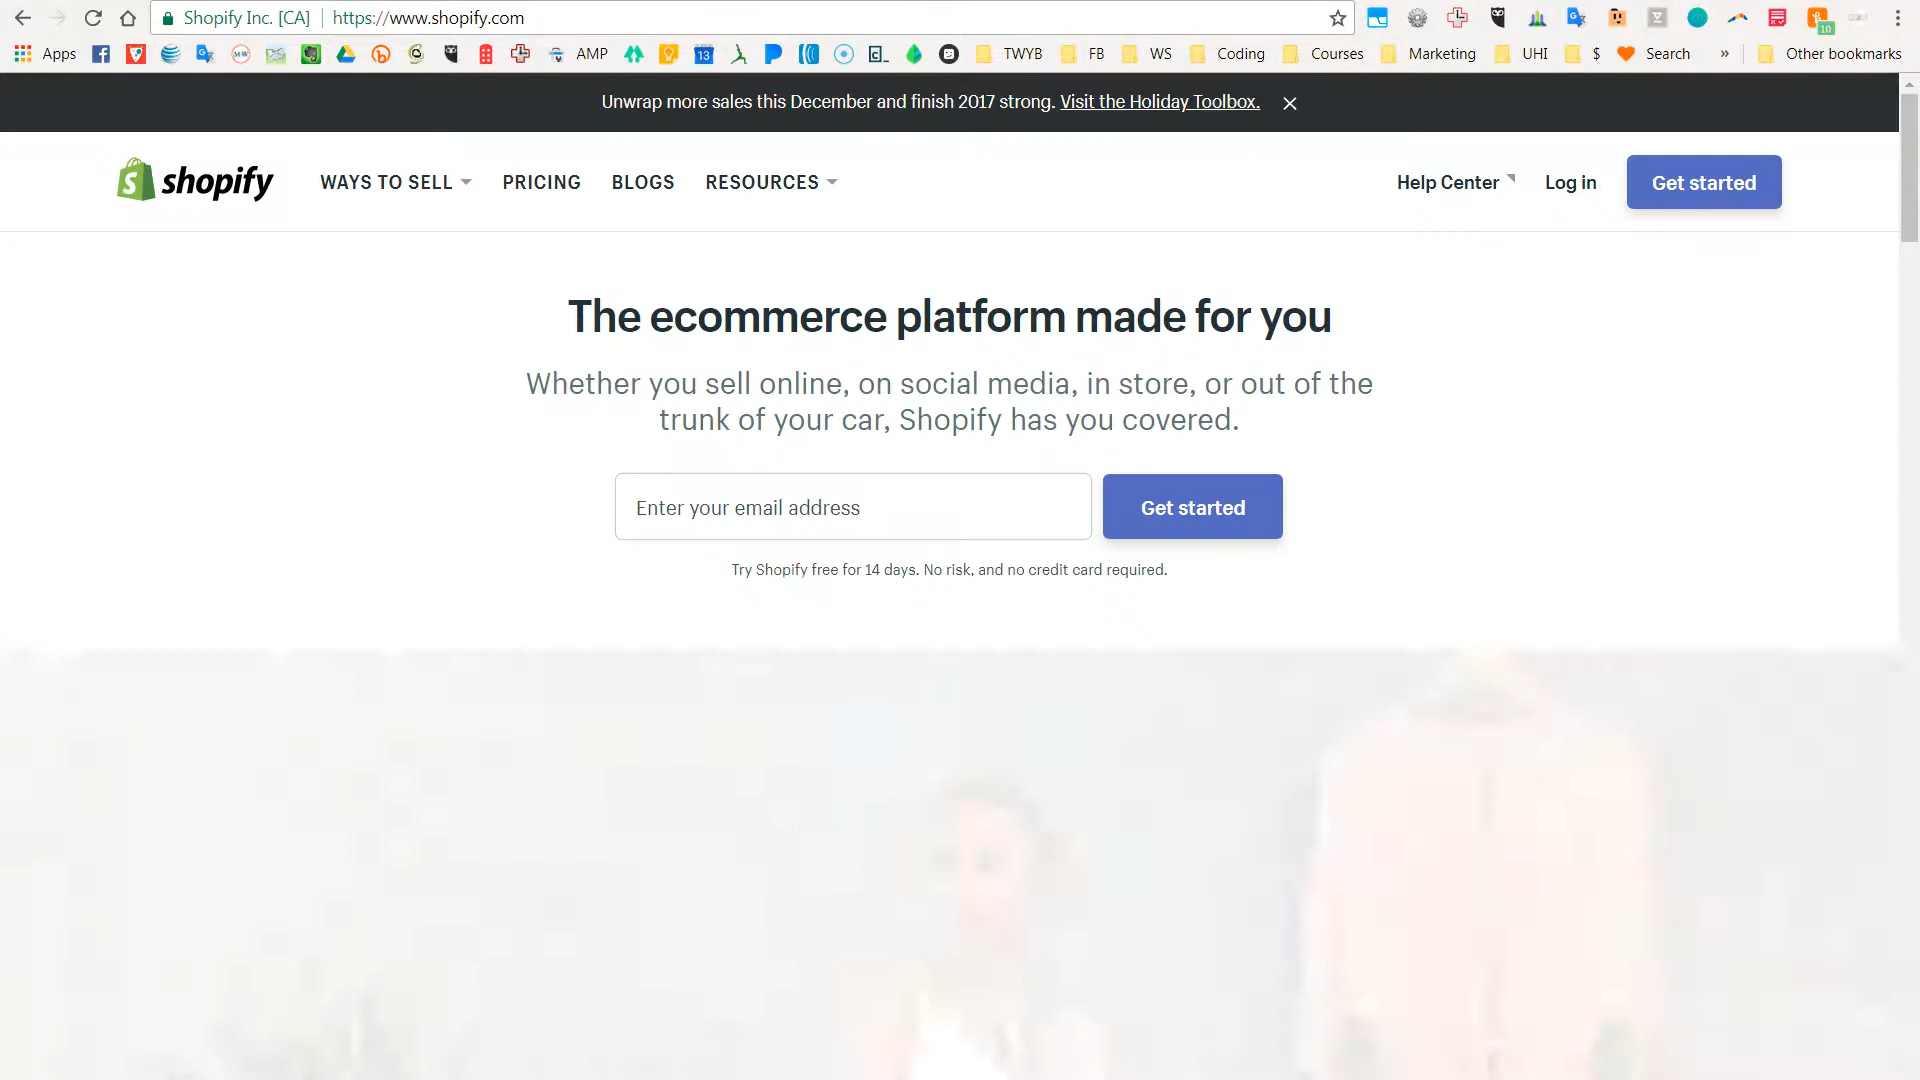 Shopify Inc. [CA] https://www.shopify.com
10
Apps AMP 13 TWYB FB WS Coding Courses Marketing UHI $ Search » Other bookmarks
Unwrap more sales this December and finish 2017 strong. Visit the Holiday Toolbox.
shopify WAYS TO SELL PRICING BLOGS RESOURCES Help Center Log in Get started
The ecommerce platform made for you
Whether you sell online, on social media, in store, or out of the
trunk of your car, Shopify has you covered.
Enter your email address Get started
Try Shopify free for 14 days. No risk, and no credit card required.